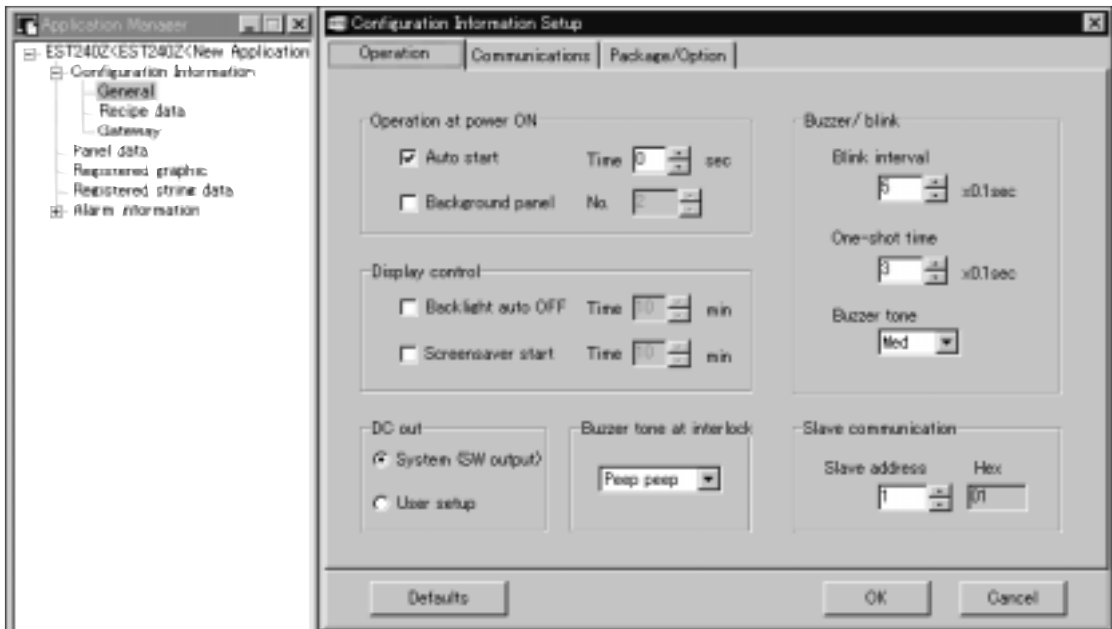 Application Manager
EST240Z<EST240Z<New Application
Configuration Information
General
Recipe data
Gateway
Panel data
Registered graphic
Registered string data
Alarm information
Configuration Information Setup
Operation Communications Package/Option
Operation at power ON
Auto start Time 0 sec
Background panel No. 2
Display control
Backlight auto OFF Time 10 min
Screensaver start Time 10 min
DC out
System (SW output)
User setup
Buzzer tone at interlock
Peep peep
Buzzer/ blink
Blink interval
5 x0.1sec
One-shot time
3 x0.1sec
Buzzer tone
Med
Slave communication
Slave address Hex
1 01
Defaults OK Cancel